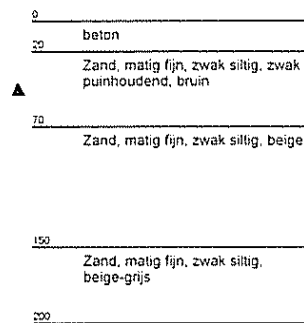 0
beton
20
Zand, matig fijn, zwak siltig, zwak
puinhoudend, bruin
70
Zand, matig fijn, zwak siltig, beige
150
Zand, matig fijn, zwak siltig,
beige-grijs
200